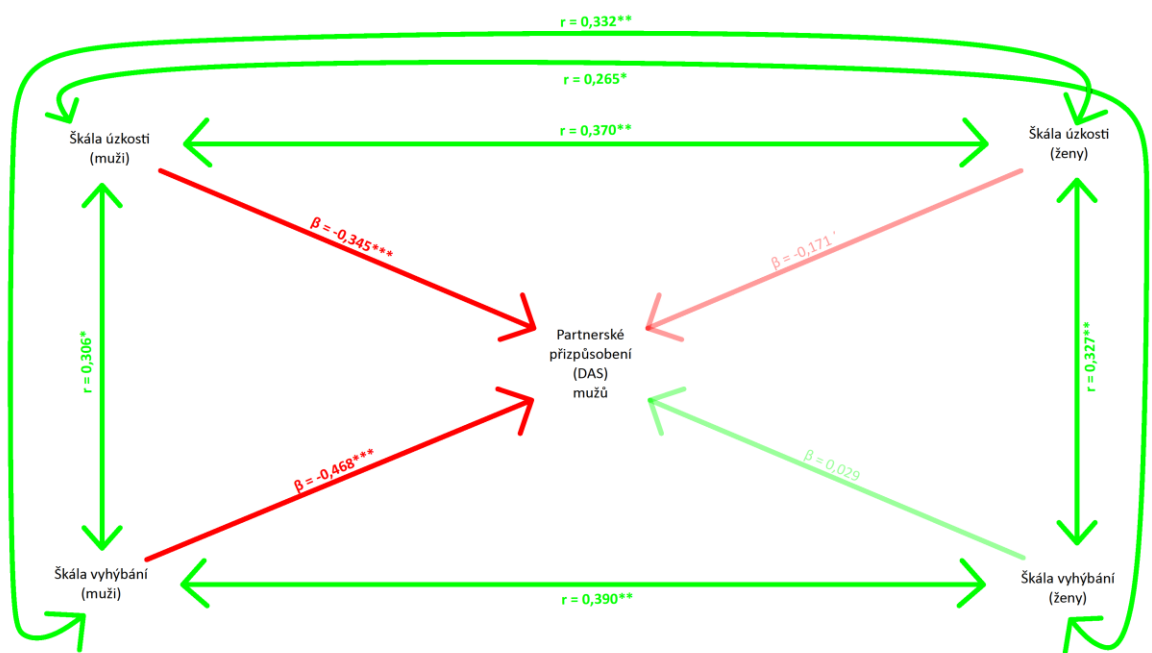 r = 0,332**
r = 0,265*
r = 0,370**
Škála úzkosti
(muži)
Škála úzkosti
(ženy)
β = -0,345***
β = -0,171 ˙
r = 0,306*
Partnerské
přizpůsobení
(DAS)
mužů
r = 0,327**
β = -0,468***
β = 0,029
Škála vyhýbání
(muži)
Škála vyhýbání
(ženy)
r = 0,390**